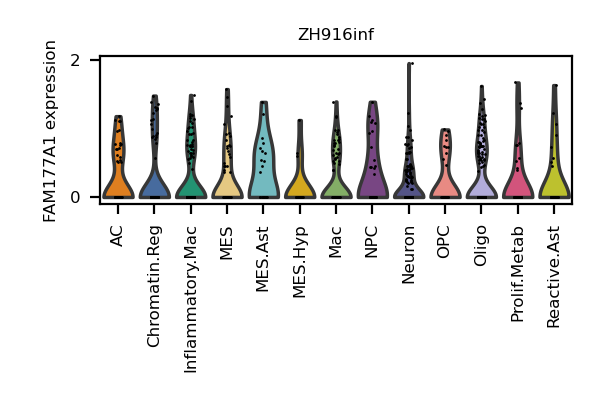 ZH916inf
FAM177A1 expression
2
0
AC
Chromatin.Reg
Inflammatory.Mac
MES
MES.Ast
MES.Hyp
Mac
NPC
Neuron
OPC
Oligo
Prolif.Metab
Reactive.Ast